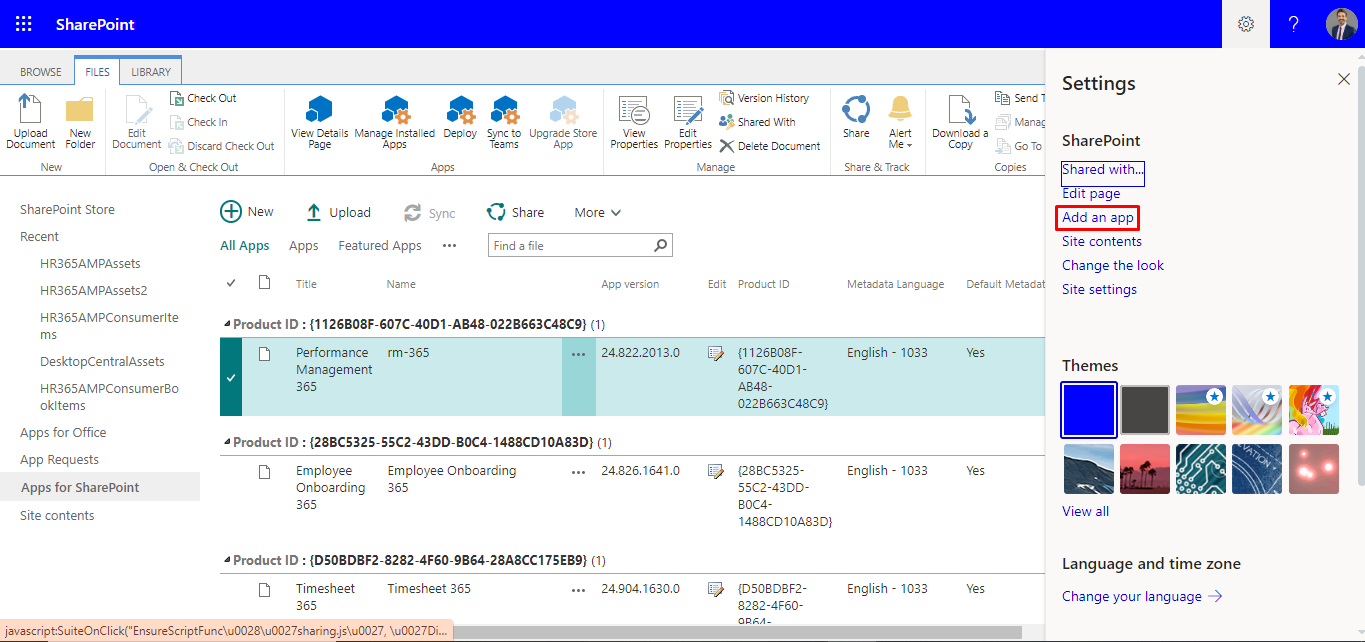 SharePoint
?
BROWSE FILES LIBRARY
Upload Document
New Folder
New
Edit Document
Check Out
Check In
Discard Check Out
Open & Check Out
View Details Page
Manage Installed Apps
Deploy
Sync to Teams
Upgrade Store App
Apps
View Properties
Edit Properties
Version History
Shared With
Delete Document
Manage
Share
Alert Me
Share & Track
Download a Copy
Send T
Manag
Go To
Copies
SharePoint Store
Recent
HR365AMPAssets
HR365AMPAssets2
HR365AMPConsumerIte
ms
DesktopCentralAssets
HR365AMPConsumerBo
okItems
Apps for Office
App Requests
Apps for SharePoint
Site contents
New Upload Sync Share More
All Apps Apps Featured Apps ••• Find a file
Title Name App version Edit Product ID Metadata Language Default Metadat
Product ID : {1126B08F-607C-40D1-AB48-022B663C48C9} (1)
Performance Management 365
rm-365
24.822.2013.0
{1126B08F-
607C-40D1-
AB48-
022B663C48C9}
English - 1033
Yes
Product ID : {28BC5325-55C2-43DD-B0C4-1488CD10A83D} (1)
Employee Onboarding 365
Employee Onboarding 365
24.826.1641.0
{28BC5325-
55C2-43DD-
B0C4-
1488CD10A83D}
English - 1033
Yes
Product ID : {D50BDBF2-8282-4F60-9B64-28A8CC175EB9} (1)
Timesheet 365
Timesheet 365
24.904.1630.0
{D50BDBF2-
8282-4F60-
9B64-
English - 1033
Yes
Settings
SharePoint
Shared with...
Edit page
Add an app
Site contents
Change the look
Site settings
Themes
View all
Language and time zone
Change your language
javascript:SuiteOnClick("EnsureScriptFunc\u0028\u0027sharing.js\u0027, \u0027Di...